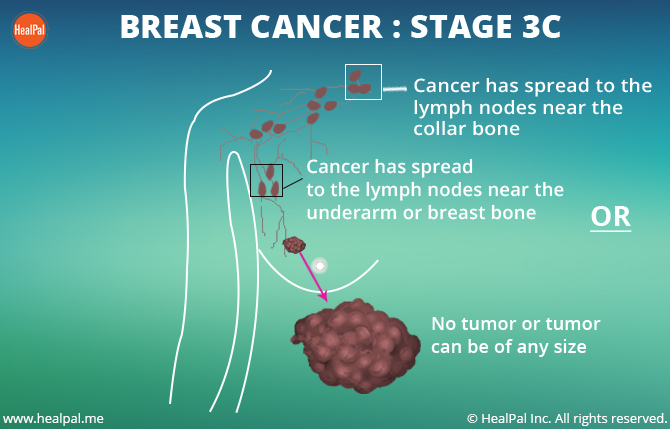 HealPal
BREAST CANCER : STAGE 3C
Cancer has spread to the
lymph nodes near the
collar bone
Cancer has spread
to the lymph nodes near the
underarm or breast bone
OR
No tumor or tumor
can be of any size
www.healpal.me
© HealPal Inc. All rights reserved.